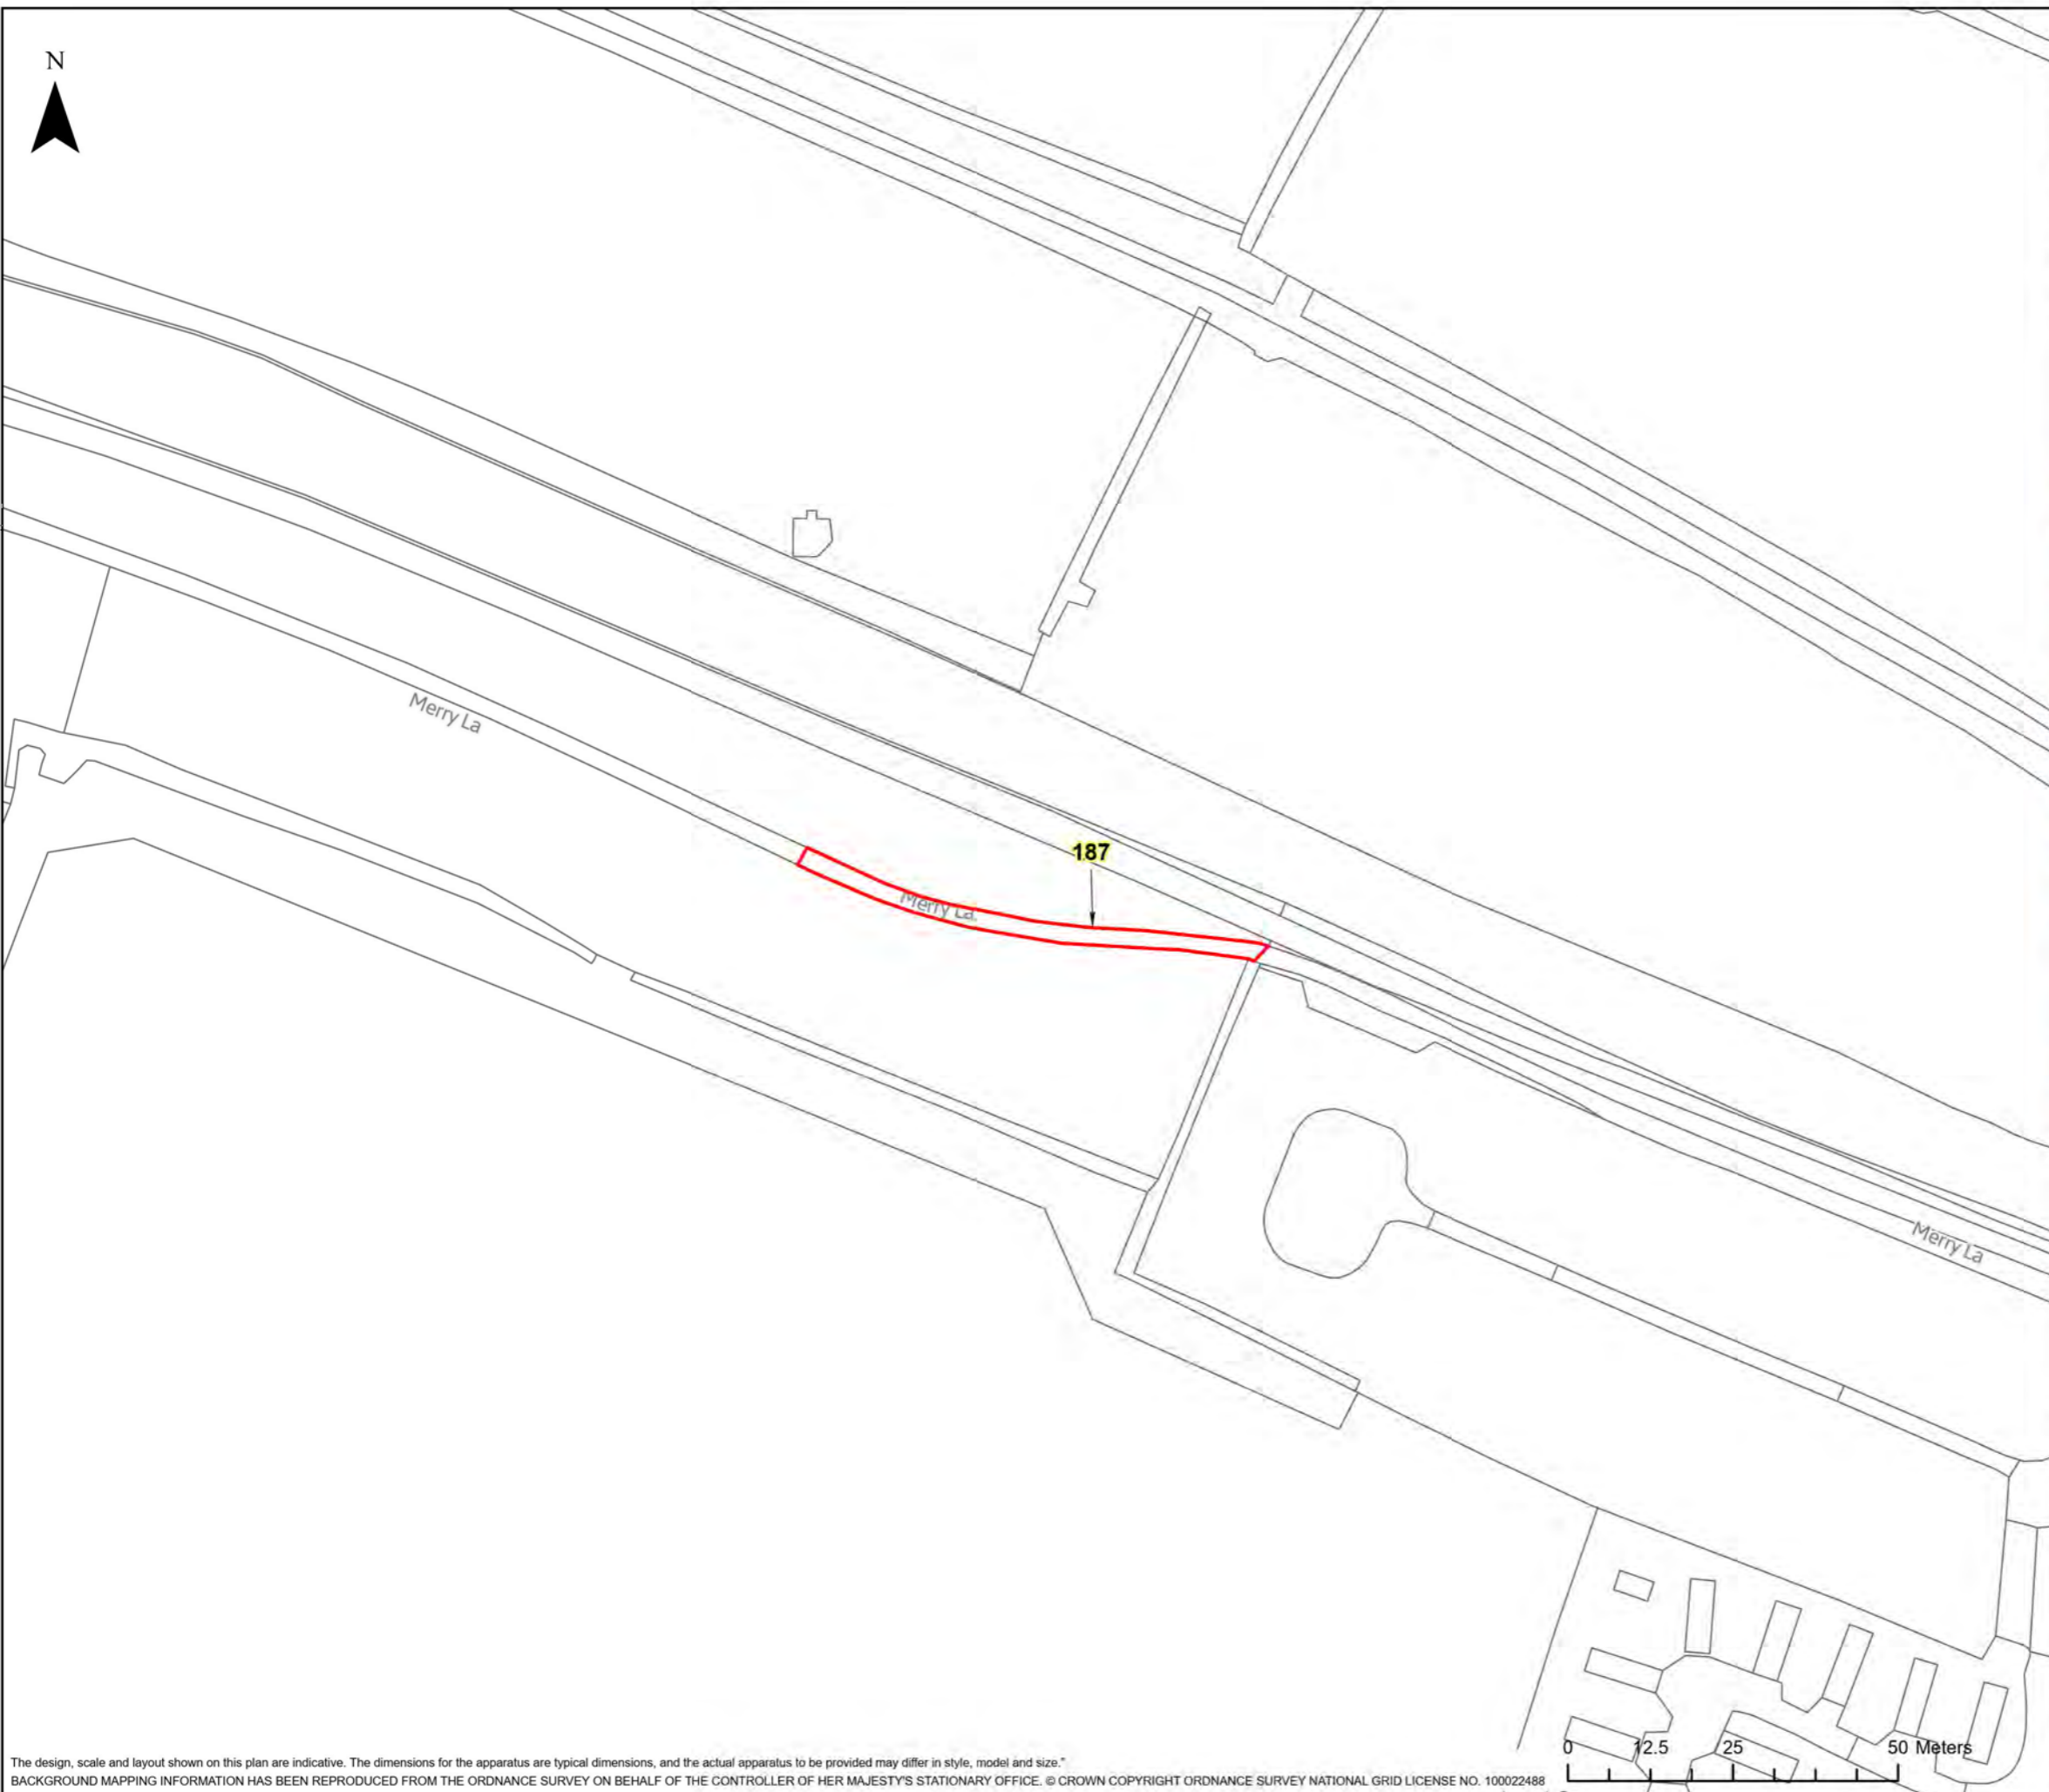 N
Merry La
187
Merry La
Merry La
0 12.5 25 50 Meters
The design, scale and layout shown on this plan are indicative. The dimensions for the apparatus are typical dimensions, and the actual apparatus to be provided may differ in style, model and size."
BACKGROUND MAPPING INFORMATION HAS BEEN REPRODUCED FROM THE ORDNANCE SURVEY ON BEHALF OF THE CONTROLLER OF HER MAJESTY'S STATIONARY OFFICE. © CROWN COPYRIGHT ORDNANCE SURVEY NATIONAL GRID LICENSE NO. 100022488